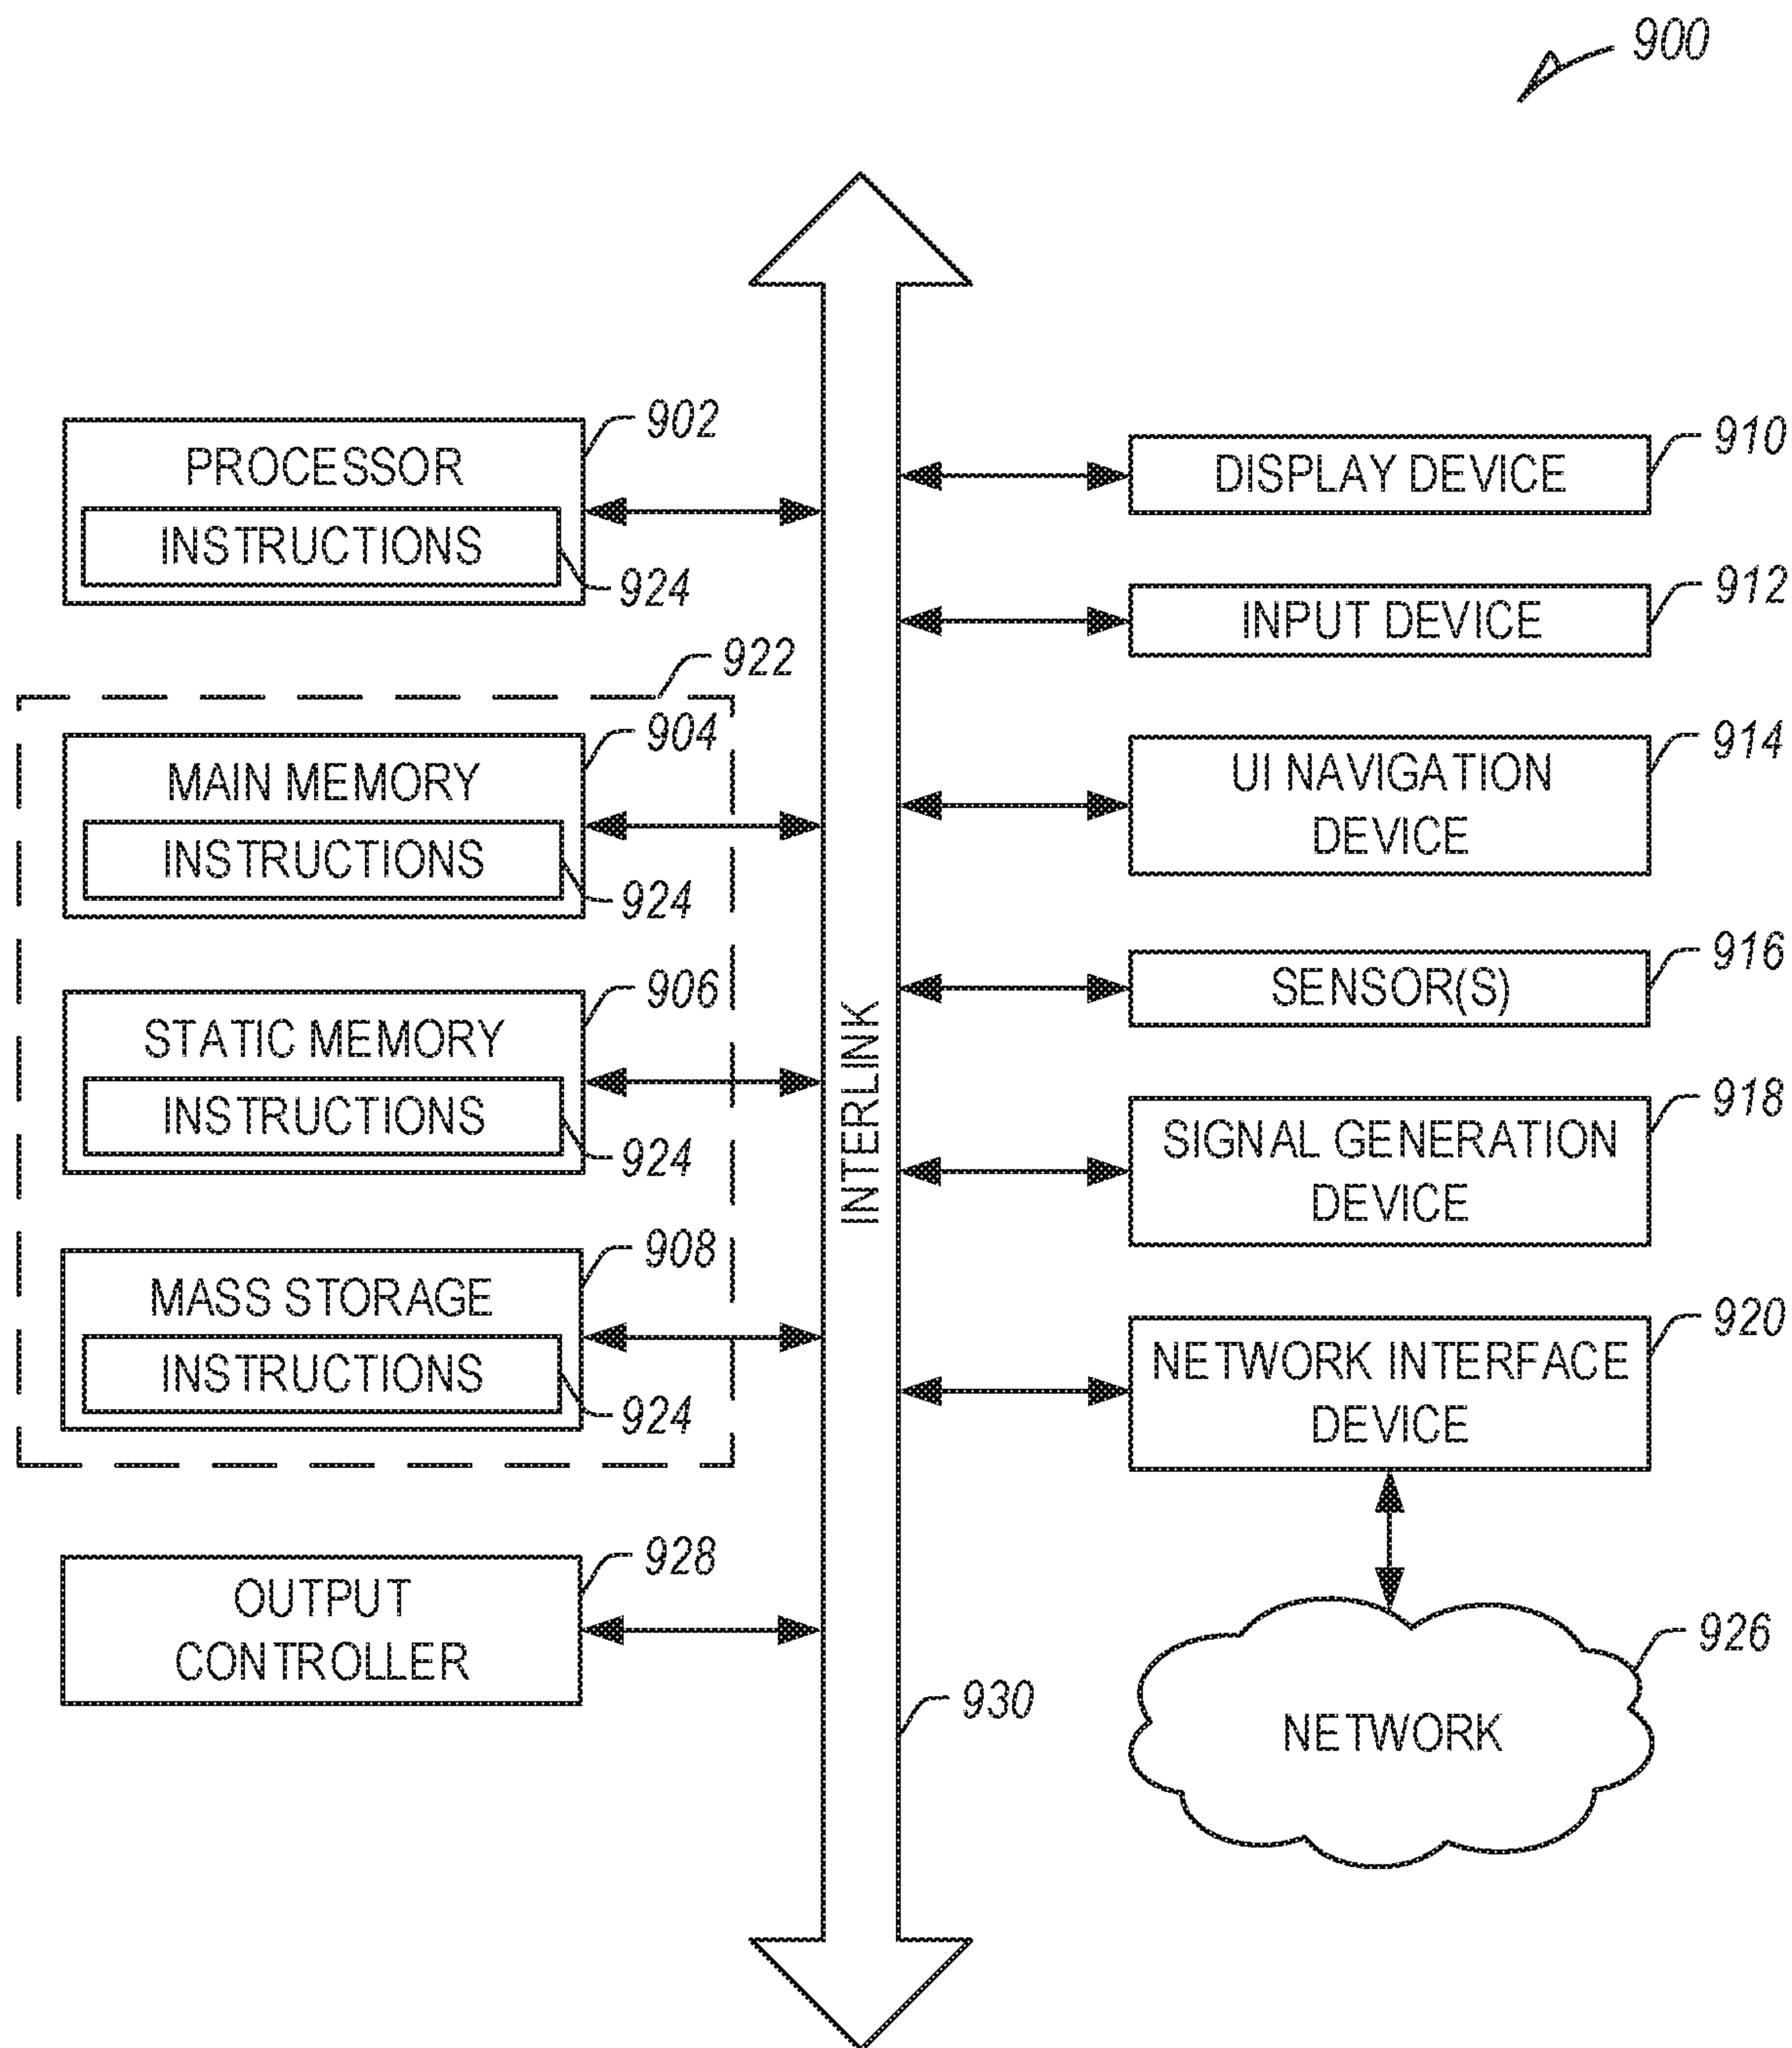 900
902
PROCESSOR
INSTRUCTIONS
924
922
904
MAIN MEMORY
INSTRUCTIONS
924
906
STATIC MEMORY
INSTRUCTIONS
924
908
MASS STORAGE
INSTRUCTIONS
924
928
OUTPUT
CONTROLLER
INTERLINK
930
910
DISPLAY DEVICE
912
INPUT DEVICE
914
UI NAVIGATION
DEVICE
916
SENSOR(S)
918
SIGNAL GENERATION
DEVICE
920
NETWORK INTERFACE
DEVICE
926
NETWORK